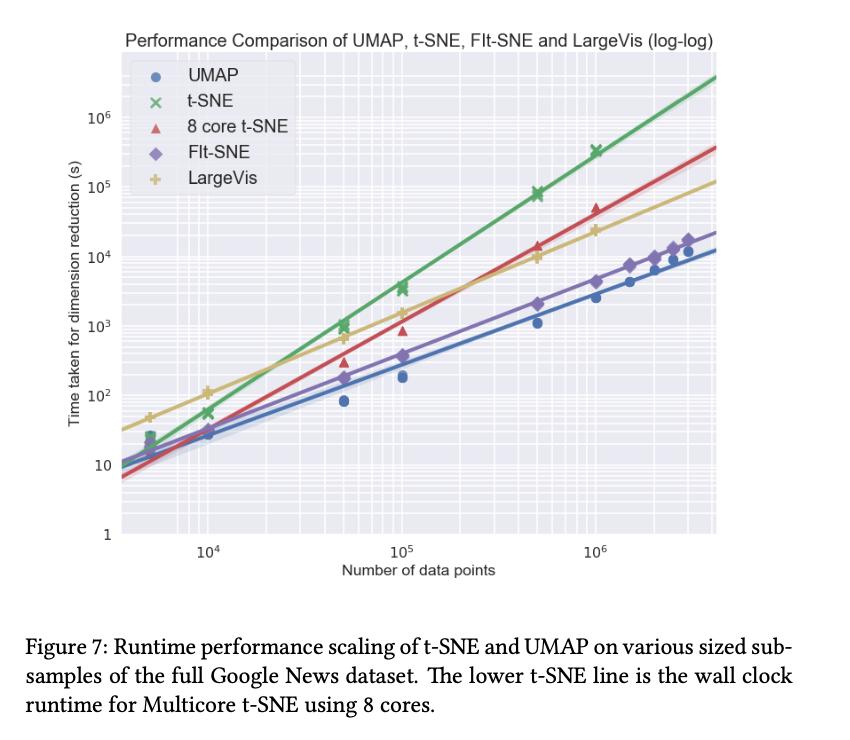 Performance Comparison of UMAP, t-SNE, FIt-SNE and LargeVis (log-log)
UMAP
t-SNE
8 core t-SNE
FIt-SNE
LargeVis
Time taken for dimension reduction (s)
10⁶
10⁵
10⁴
10³
10²
10
1
10⁴ 10⁵ 10⁶
Number of data points
Figure 7: Runtime performance scaling of t-SNE and UMAP on various sized sub-
samples of the full Google News dataset. The lower t-SNE line is the wall clock
runtime for Multicore t-SNE using 8 cores.